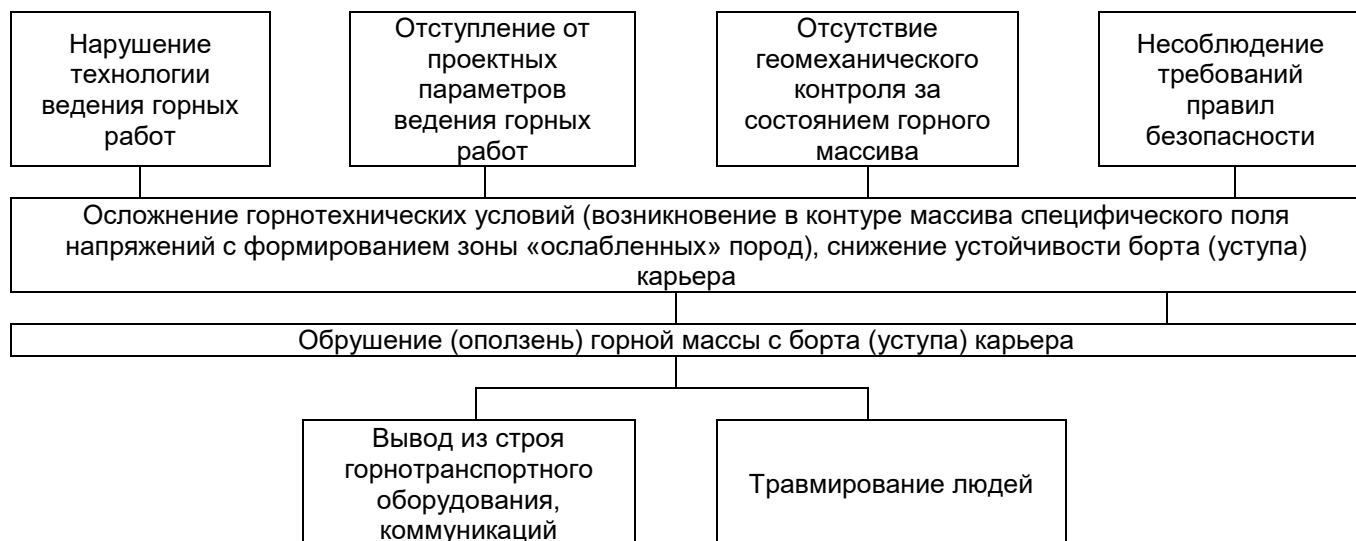 Нарушение
технологии
ведения горных
работ
Отступление от
проектных
параметров
ведения горных
работ
Отсутствие
геомеханического
контроля за
состоянием горного
массива
Несоблюдение
требований
правил
безопасности
Осложнение горнотехнических условий (возникновение в контуре массива специфического поля
напряжений с формированием зоны «ослабленных» пород), снижение устойчивости борта (уступа)
карьера
Обрушение (оползень) горной массы с борта (уступа) карьера
Вывод из строя
горнотранспортного
оборудования,
коммуникаций
Травмирование людей